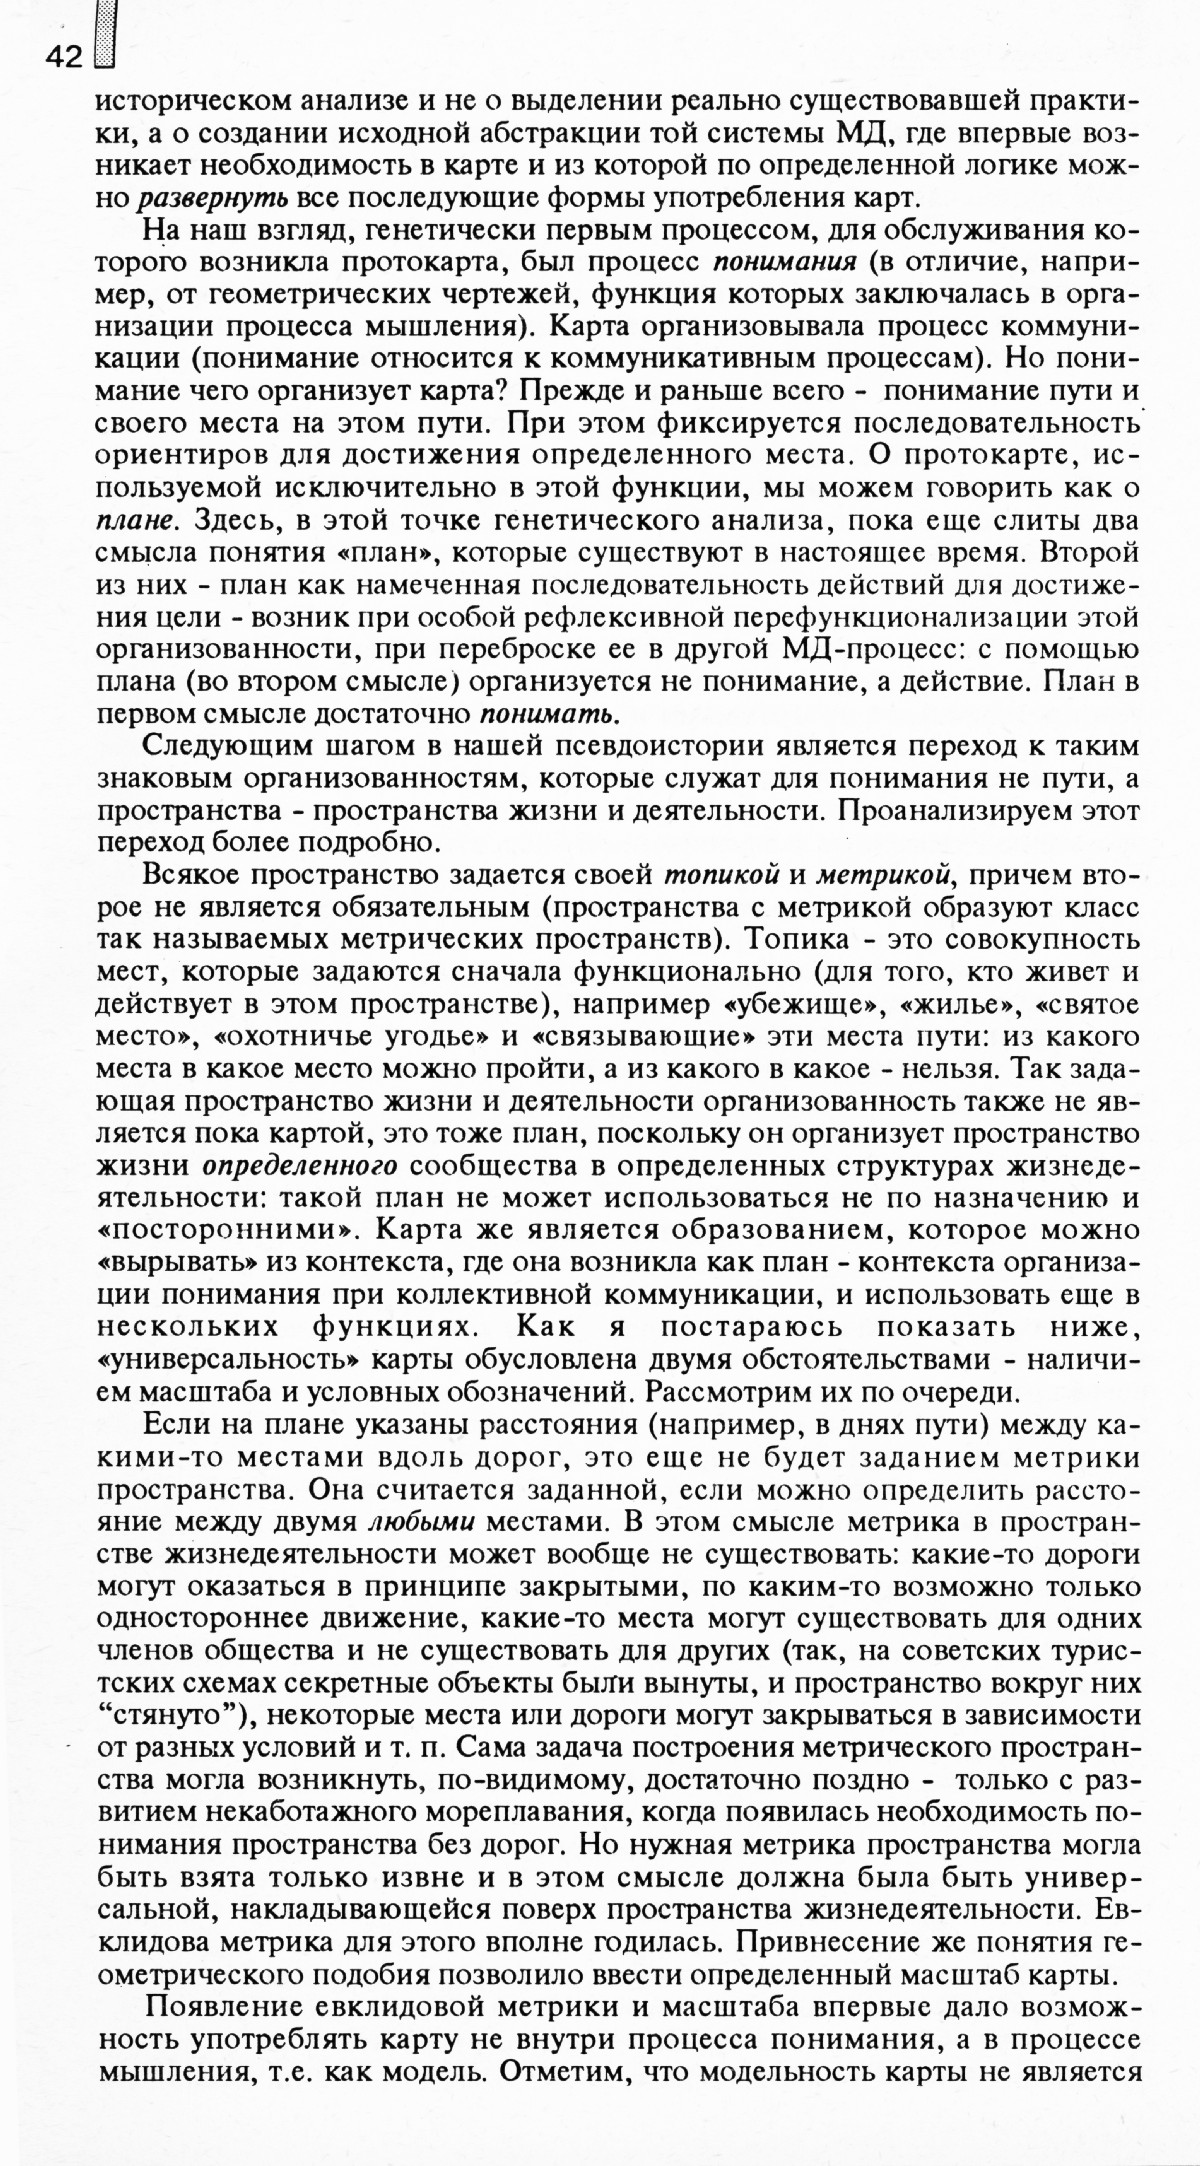 42
историческом анализе и не о выделении реально существовавшей практи-
ки, а о создании исходной абстракции той системы МД, где впервые воз-
никает необходимость в карте и из которой по определенной логике мож-
но развернуть все последующие формы употребления карт.
На наш взгляд, генетически первым процессом, для обслуживания ко-
торого возникла протокарта, был процесс понимания (в отличие, напри-
мер, от геометрических чертежей, функция которых заключалась в орга-
низации процесса мышления). Карта организовывала процесс коммуни-
кации (понимание относится к коммуникативным процессам). Но пони-
мание чего организует карта? Прежде и раньше всего - понимание пути и
своего места на этом пути. При этом фиксируется последовательность
ориентиров для достижения определенного места. О протокарте, ис-
пользуемой исключительно в этой функции, мы можем говорить как о
плане. Здесь, в этой точке генетического анализа, пока еще слиты два
смысла понятия «план», которые существуют в настоящее время. Второй
из них - план как намеченная последовательность действий для достиже-
ния цели - возник при особой рефлексивной перефункционализации этой
организованности, при переброске ее в другой МД-процесс: с помощью
плана (во втором смысле) организуется не понимание, а действие. План в
первом смысле достаточно понимать.
Следующим шагом в нашей псевдоистории является переход к таким
знаковым организованностям, которые служат для понимания не пути, а
пространства - пространства жизни и деятельности. Проанализируем этот
переход более подробно.
Всякое пространство задается своей топикой и метрикой, причем вто-
рое не является обязательным (пространства с метрикой образуют класс
так называемых метрических пространств). Топика - это совокупность
мест, которые задаются сначала функционально (для того, кто живет и
действует в этом пространстве), например «убежище», «жилье», «святое
место», «охотничье угодье» и «связывающие» эти места пути: из какого
места в какое место можно пройти, а из какого в какое - нельзя. Так зада-
ющая пространство жизни и деятельности организованность также не яв-
ляется пока картой, это тоже план, поскольку он организует пространство
жизни определенного сообщества в определенных структурах жизнеде-
ятельности: такой план не может использоваться не по назначению и
«посторонними». Карта же является образованием, которое можно
«вырывать» из контекста, где она возникла как план - контекста организа-
ции понимания при коллективной коммуникации, и использовать еще в
нескольких функциях. Как я постараюсь показать ниже,
«универсальность» карты обусловлена двумя обстоятельствами - наличи-
ем масштаба и условных обозначений. Рассмотрим их по очереди.
Если на плане указаны расстояния (например, в днях пути) между ка-
кими-то местами вдоль дорог, это еще не будет заданием метрики
пространства. Она считается заданной, если можно определить рассто-
яние между двумя любыми местами. В этом смысле метрика в простран-
стве жизнедеятельности может вообще не существовать: какие-то дороги
могут оказаться в принципе закрытыми, по каким-то возможно только
одностороннее движение, какие-то места могут существовать для одних
членов общества и не существовать для других (так, на советских турис-
тских схемах секретные объекты были вынуты, и пространство вокруг них
“стянуто”), некоторые места или дороги могут закрываться в зависимости
от разных условий и т. п. Сама задача построения метрического простран-
ства могла возникнуть, по-видимому, достаточно поздно - только с раз-
витием некаботажного мореплавания, когда появилась необходимость по-
нимания пространства без дорог. Но нужная метрика пространства могла
быть взята только извне и в этом смысле должна была быть универ-
сальной, накладывающейся поверх пространства жизнедеятельности. Ев-
клидова метрика для этого вполне годилась. Привнесение же понятия ге-
ометрического подобия позволило ввести определенный масштаб карты.
Появление евклидовой метрики и масштаба впервые дало возмож-
ность употреблять карту не внутри процесса понимания, а в процессе
мышления, т.е. как модель. Отметим, что модельность карты не является